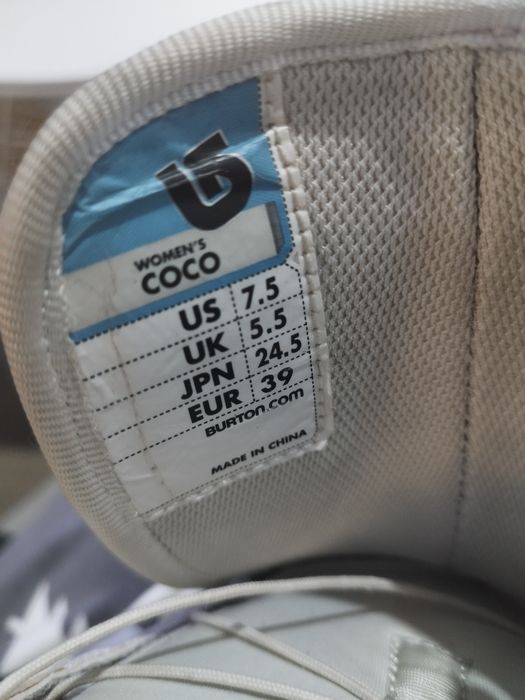 WOMEN'S
COCO
US 7.5
UK 5.5
JPN 24.5
EUR 39
BURTON.COM
MADE IN CHINA